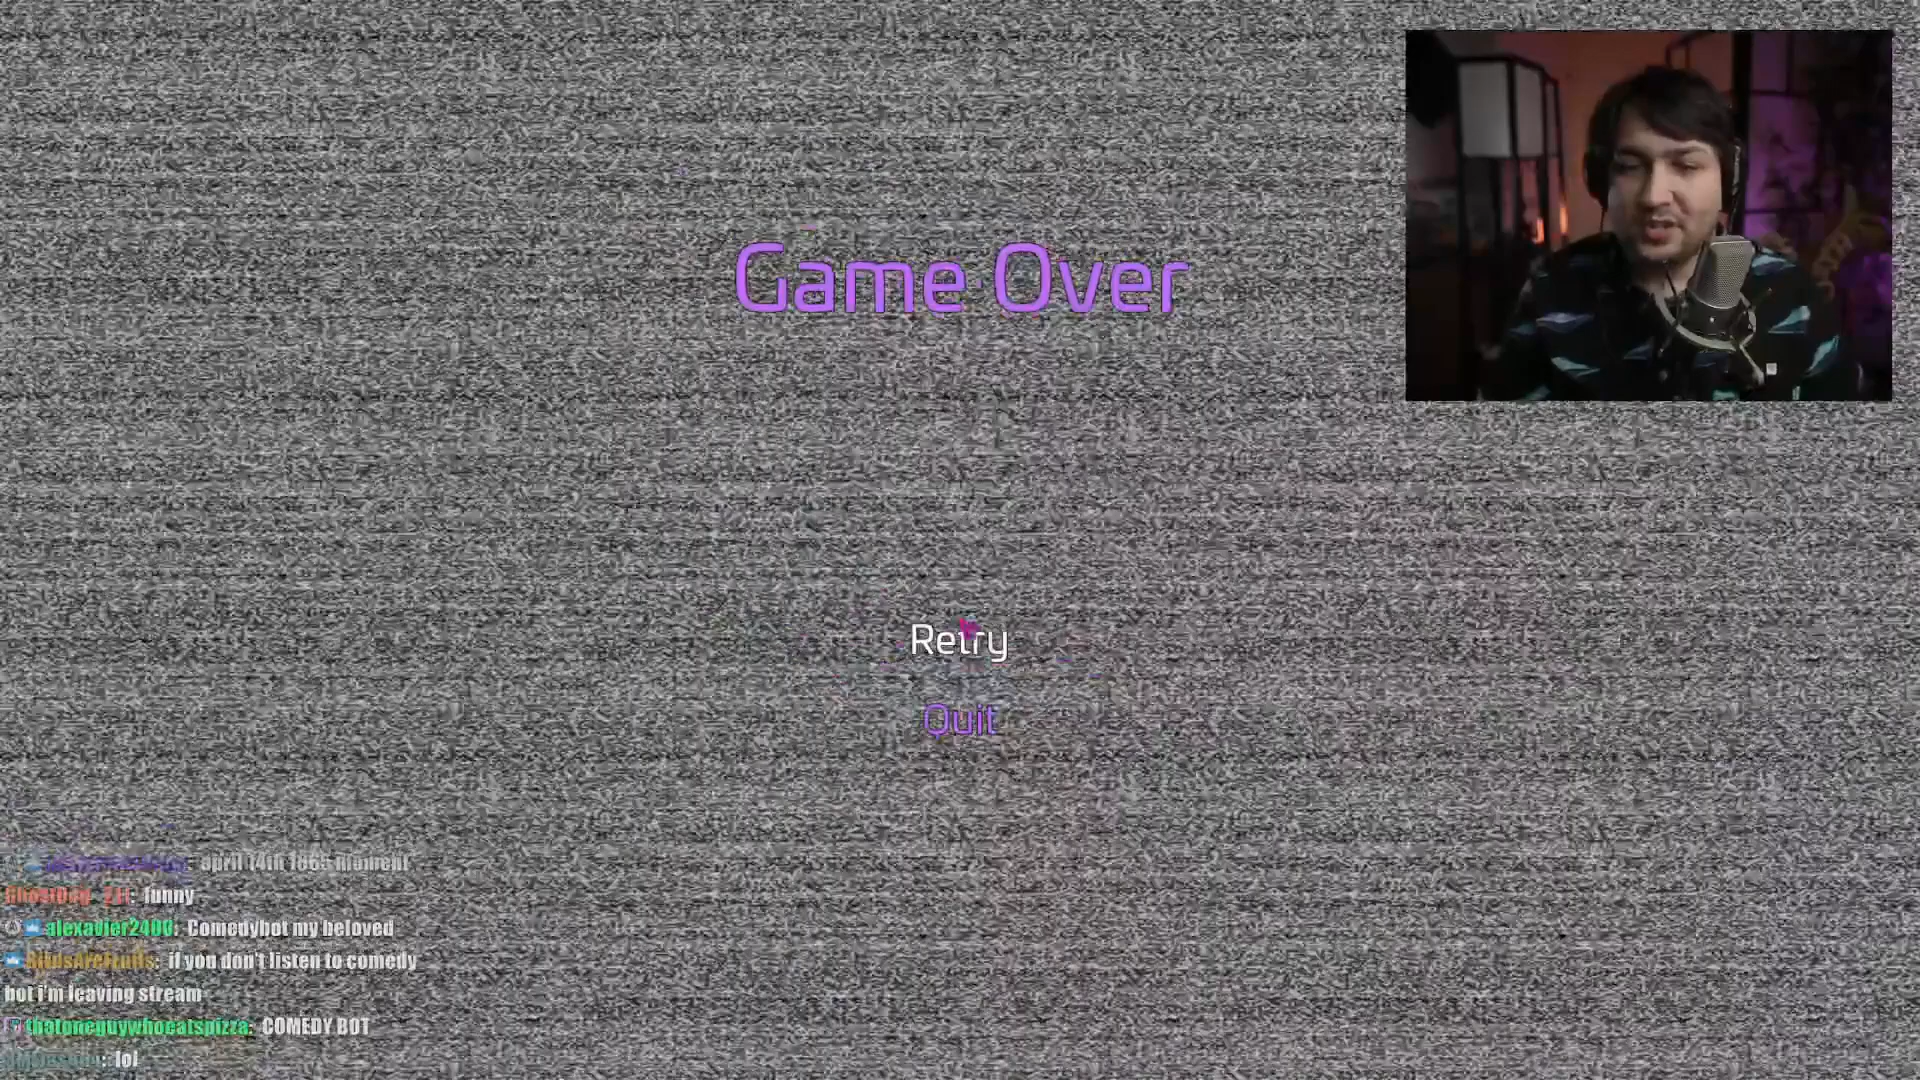 Game Over
Retry
Quit
april 14th 1865 moment
funny
alexavier2400: Comedybot my beloved
if you don't listen to comedy
bot i'm leaving stream
thatoneguywhoeatspizza: COMEDY BOT
: lol